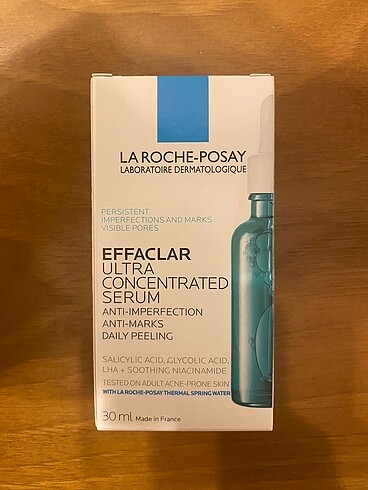 LA ROCHE-POSAY
LABORATOIRE DERMATOLOGIQUE
PERSISTENT
IMPERFECTIONS AND MARKS
VISIBLE PORES
EFFACLAR
ULTRA
CONCENTRATED
SERUM
ANTI-IMPERFECTION
ANTI-MARKS
DAILY PEELING
SALICYLIC ACID, GLYCOLIC ACID,
LHA + SOOTHING NIACINAMIDE
TESTED ON ADULT ACNE-PRONE SKIN
WITH LA ROCHE-POSAY THERMAL SPRING WATER
30 ml Made in France